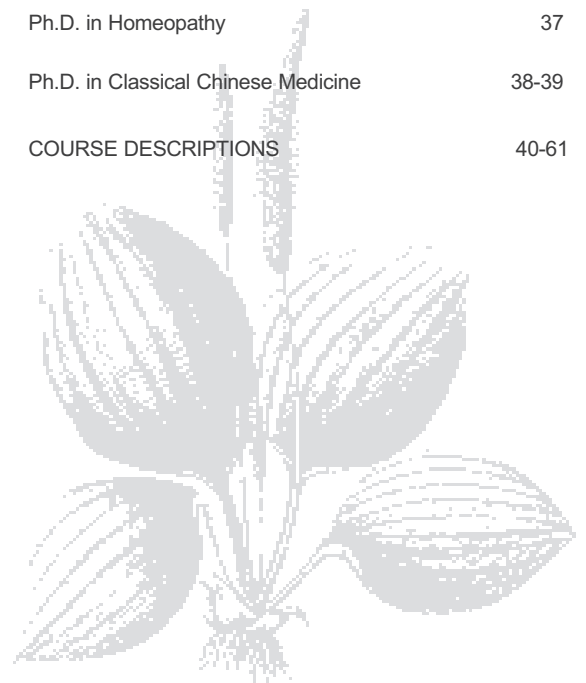 Ph.D. in Homeopathy 37
Ph.D. in Classical Chinese Medicine 38-39
COURSE DESCRIPTIONS 40-61